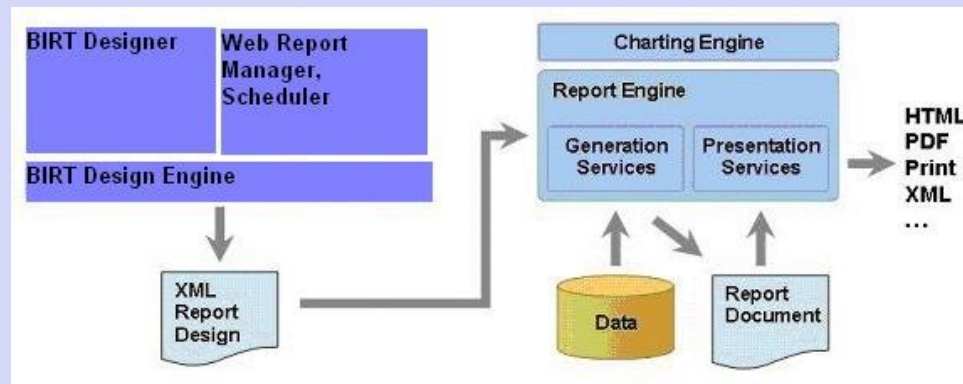 BIRT Designer
Web Report
Manager,
Scheduler
BIRT Design Engine
XML
Report
Design
Charting Engine
Report Engine
Generation
Services
Presentation
Services
Data
Report
Document
HTML
PDF
Print
XML
...